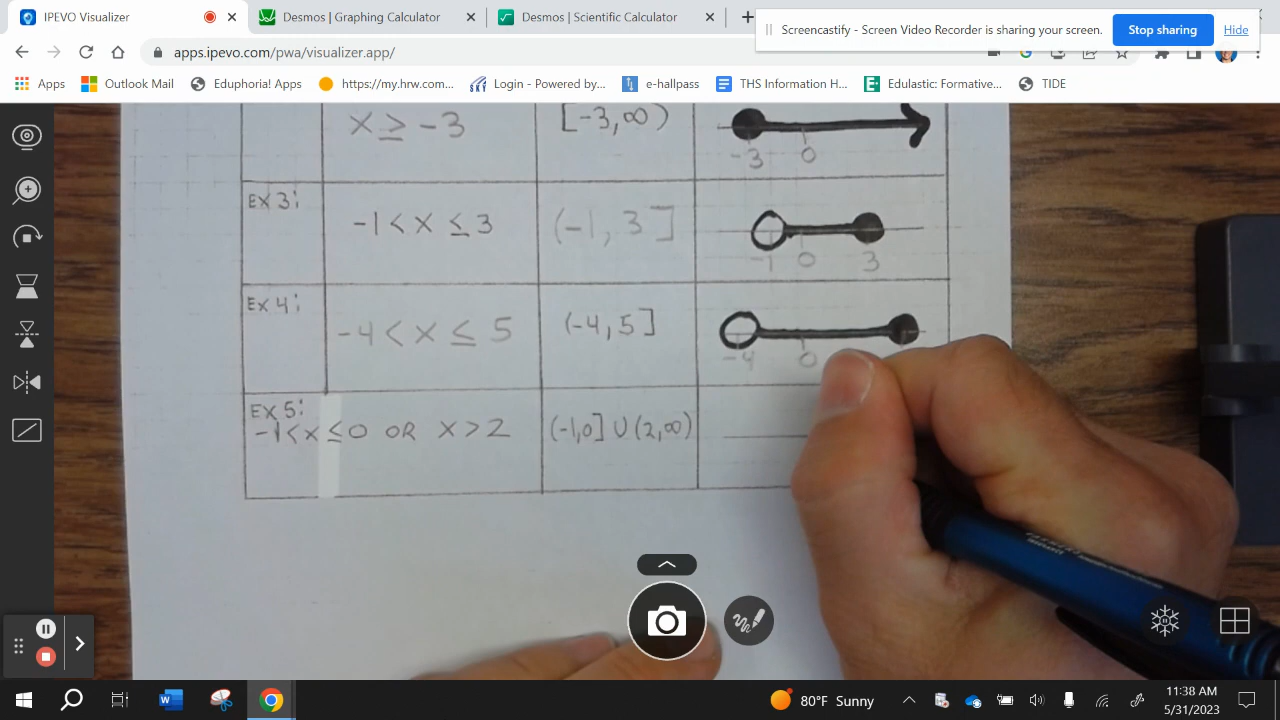 IPEVO Visualizer
Desmos | Graphing Calculator
Desmos | Scientific Calculator
Screencastify - Screen Video Recorder is sharing your screen.
Stop sharing
Hide
apps.ipevo.com/pwa/visualizer.app/
Apps
Outlook Mail
Eduphoria! A
https://my.hrw.com...
Login - Powered by...
e-hallpass
THS Information H...
Edulastic: Formative...
TIDE
x ≥ -3
[-3,∞)
-3 0
Ex 3:
-1 < x ≤ 3
(-1, 3]
-1 0 3
Ex 4:
-4 < x ≤ 5
(-4, 5]
-4 0
Ex 5:
-1 < x ≤ 0 OR x > 2
(-1,0] U (2,∞)
80°F Sunny
11:38 AM
5/31/2023